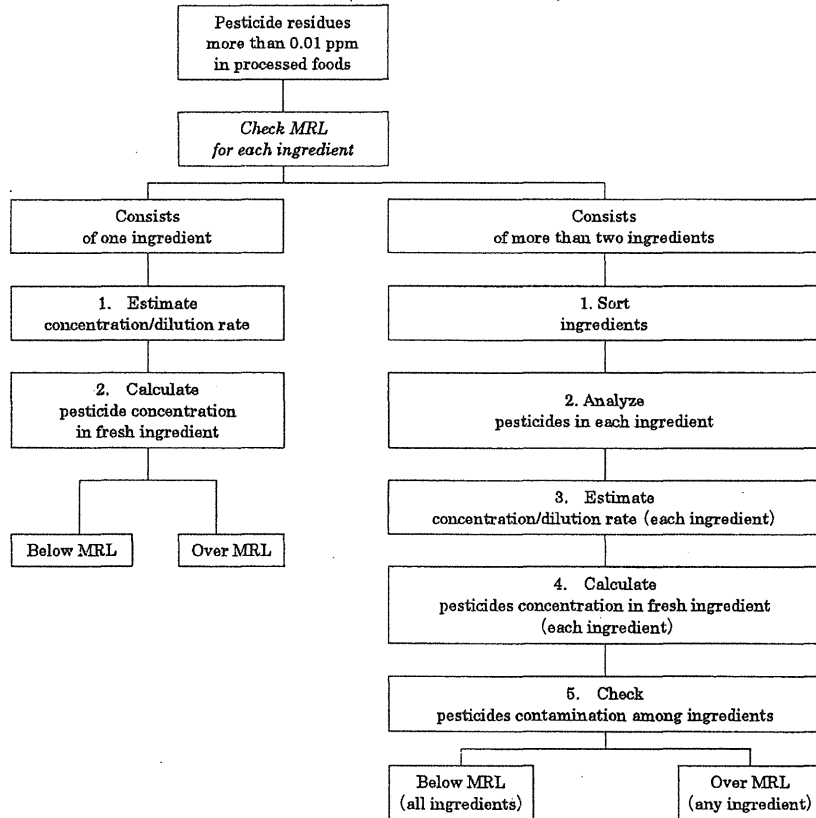 Pesticide residues
more than 0.01 ppm
in processed foods
Check MRL
for each ingredient
Consists
of one ingredient
1. Estimate
concentration/dilution rate
2. Calculate
pesticide concentration
in fresh ingredient
Below MRL
Over MRL
Consists
of more than two ingredients
1. Sort
ingredients
2. Analyze
pesticides in each ingredient
3. Estimate
concentration/dilution rate (each ingredient)
4. Calculate
pesticides concentration in fresh ingredient
(each ingredient)
5. Check
pesticides contamination among ingredients
Below MRL
(all ingredients)
Over MRL
(any ingredient)